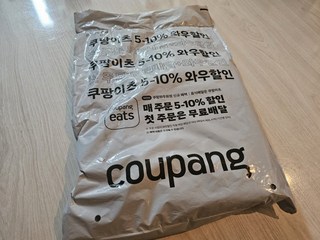 쿠팡이츠 5-10% 와우할인
쿠팡이츠 5-10% 와우할인
쿠팡이츠 5-10% 와우할인
coupang
eats
매 주문 5-10% 할인
첫 주문은 무료배달
coupang